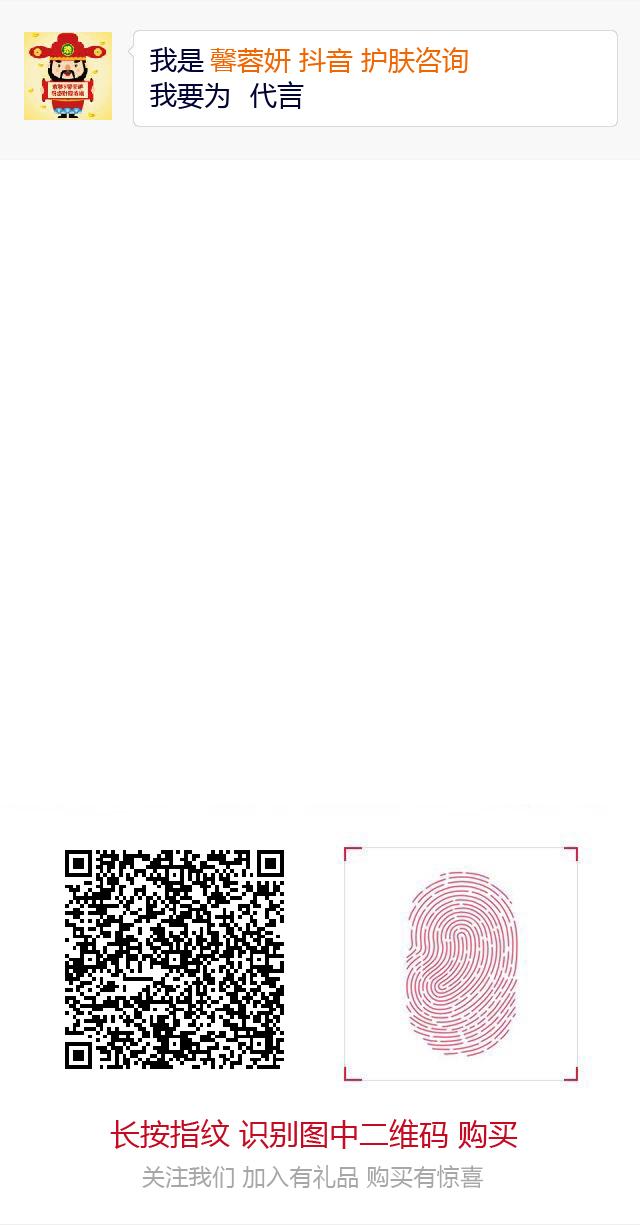 我是 馨蓉妍 抖音 护肤咨询
我要为 代言
长按指纹 识别图中二维码 购买
关注我们 加入有礼品 购买有惊喜